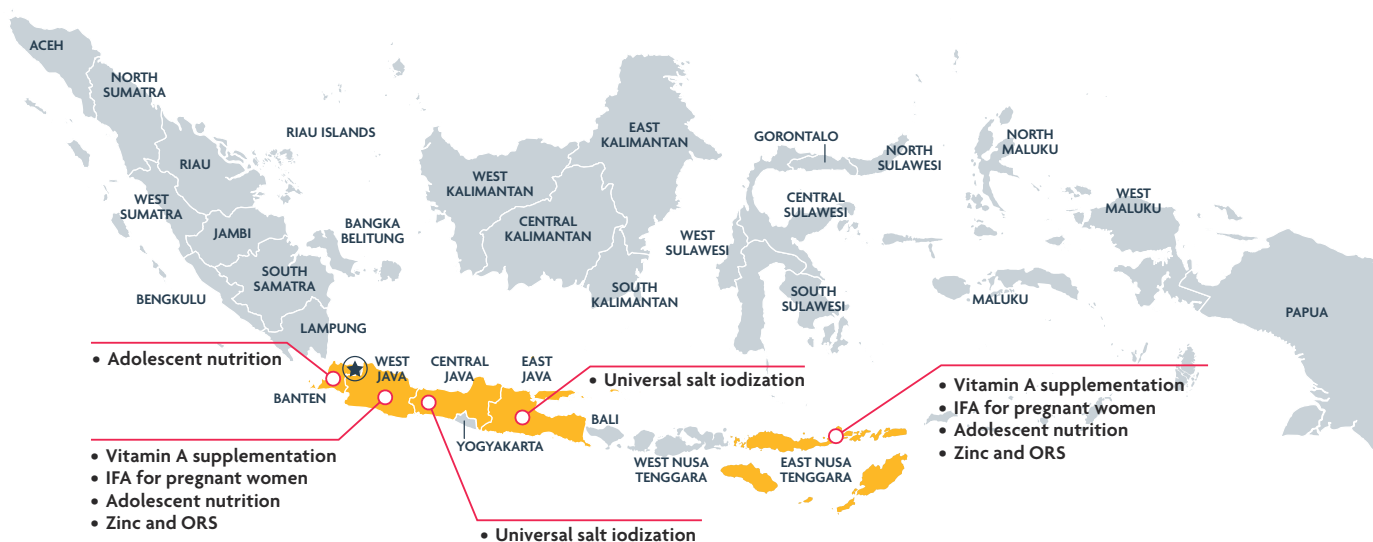 ACEH
NORTH
SUMATRA
RIAU ISLANDS
RIAU
WEST
SUMATRA
JAMBI
BANGKA
BELITUNG
SOUTH
SAMATRA
BENGKULU
LAMPUNG
WEST
KALIMANTAN
EAST
KALIMANTAN
CENTRAL
KALIMANTAN
SOUTH
KALIMANTAN
GORONTALO
NORTH
SULAWESI
CENTRAL
SULAWESI
WEST
SULAWESI
SOUTH
SULAWESI
NORTH
MALUKU
WEST
MALUKU
MALUKU
PAPUA
• Adolescent nutrition
BANTEN
WEST
JAVA
CENTRAL
JAVA
EAST
JAVA
• Universal salt iodization
YOGYAKARTA
BALI
WEST NUSA
TENGGARA
EAST NUSA
TENGGARA
• Vitamin A supplementation
• IFA for pregnant women
• Adolescent nutrition
• Zinc and ORS
• Vitamin A supplementation
• IFA for pregnant women
• Adolescent nutrition
• Zinc and ORS
• Universal salt iodization